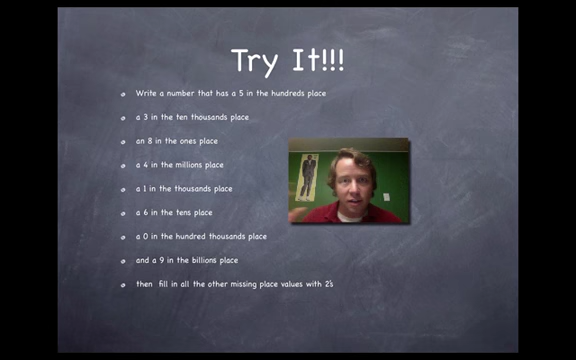 Try It!!!
Write a number that has a 5 in the hundreds place
a 3 in the ten thousands place
an 8 in the ones place
a 4 in the millions place
a 1 in the thousands place
a 6 in the tens place
a 0 in the hundred thousands place
and a 9 in the billions place
then fill in all the other missing place values with 2's